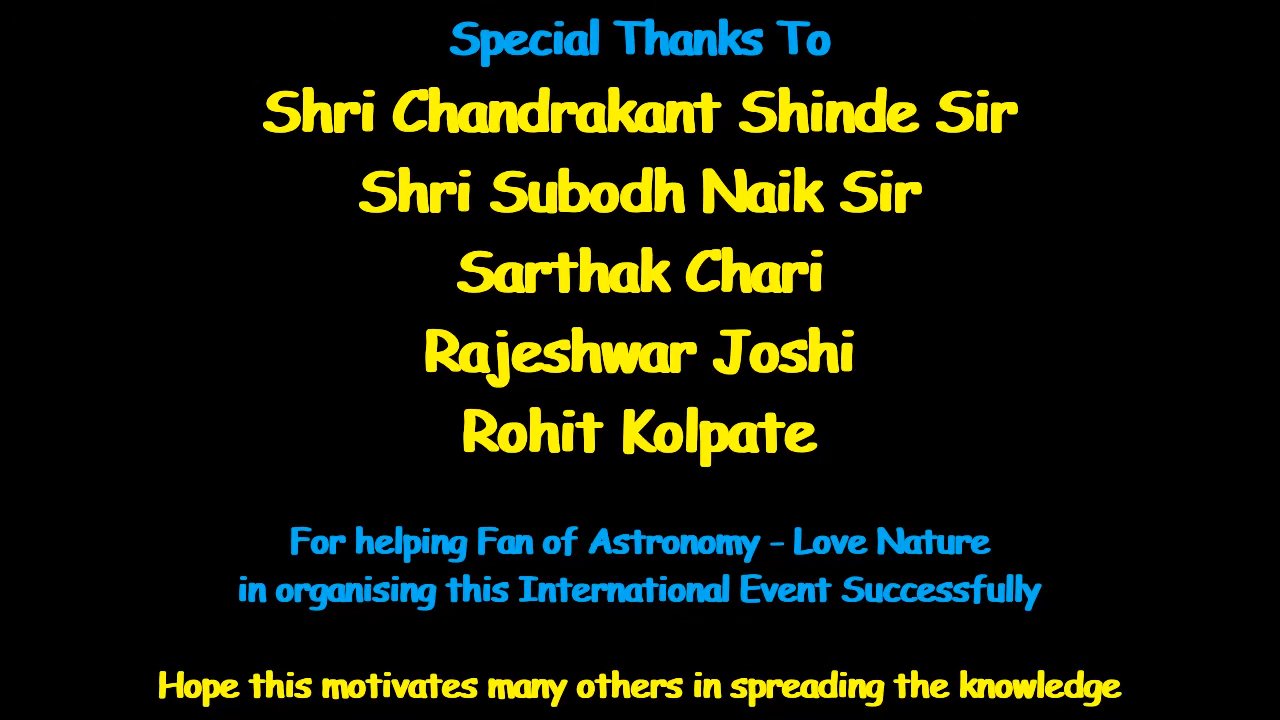 Special Thanks To
Shri Chandrakant Shinde Sir
Shri Subodh Naik Sir
Sarthak Chari
Rajeshwar Joshi
Rohit Kolpate
For helping Fan of Astronomy - Love Nature
in organising this International Event Successfully
Hope this motivates many others in spreading the knowledge